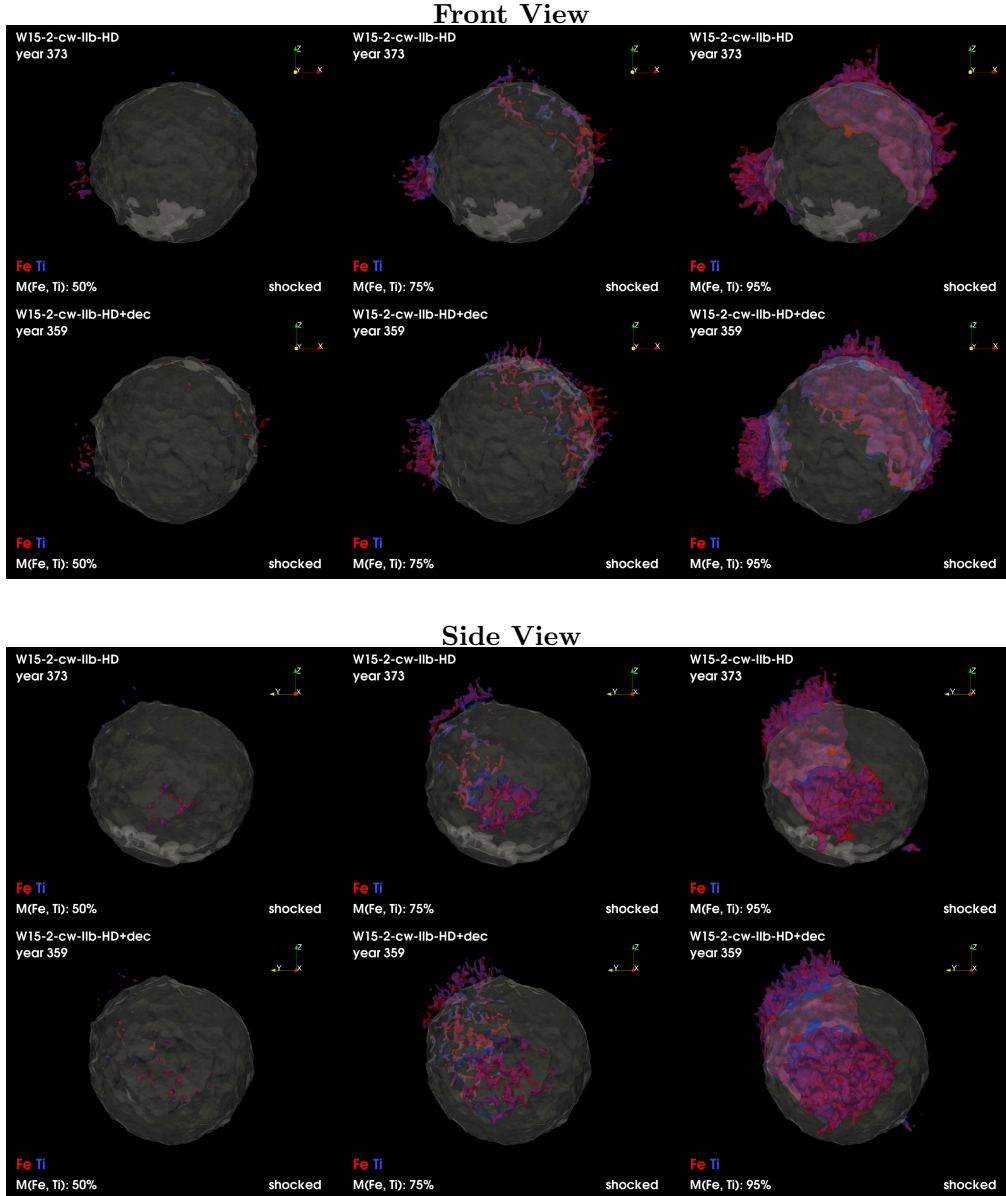 Front View
W15-2-cw-IIb-HD
year 373
Z
Y
X
Fe Ti
M(Fe, Ti): 50%
shocked
W15-2-cw-IIb-HD
year 373
Z
Y
X
Fe Ti
M(Fe, Ti): 75%
shocked
W15-2-cw-IIb-HD
year 373
Z
Y
X
Fe Ti
M(Fe, Ti): 95%
shocked
W15-2-cw-IIb-HD+dec
year 359
Z
Y
X
Fe Ti
M(Fe, Ti): 50%
shocked
W15-2-cw-IIb-HD+dec
year 359
Z
Y
X
Fe Ti
M(Fe, Ti): 75%
shocked
W15-2-cw-IIb-HD+dec
year 359
Z
Y
X
Fe Ti
M(Fe, Ti): 95%
shocked
Side View
W15-2-cw-IIb-HD
year 373
Z
Y
X
Fe Ti
M(Fe, Ti): 50%
shocked
W15-2-cw-IIb-HD
year 373
Z
Y
X
Fe Ti
M(Fe, Ti): 75%
shocked
W15-2-cw-IIb-HD
year 373
Z
Y
X
Fe Ti
M(Fe, Ti): 95%
shocked
W15-2-cw-IIb-HD+dec
year 359
Z
Y
X
Fe Ti
M(Fe, Ti): 50%
shocked
W15-2-cw-IIb-HD+dec
year 359
Z
Y
X
Fe Ti
M(Fe, Ti): 75%
shocked
W15-2-cw-IIb-HD+dec
year 359
Z
Y
X
Fe Ti
M(Fe, Ti): 95%
shocked